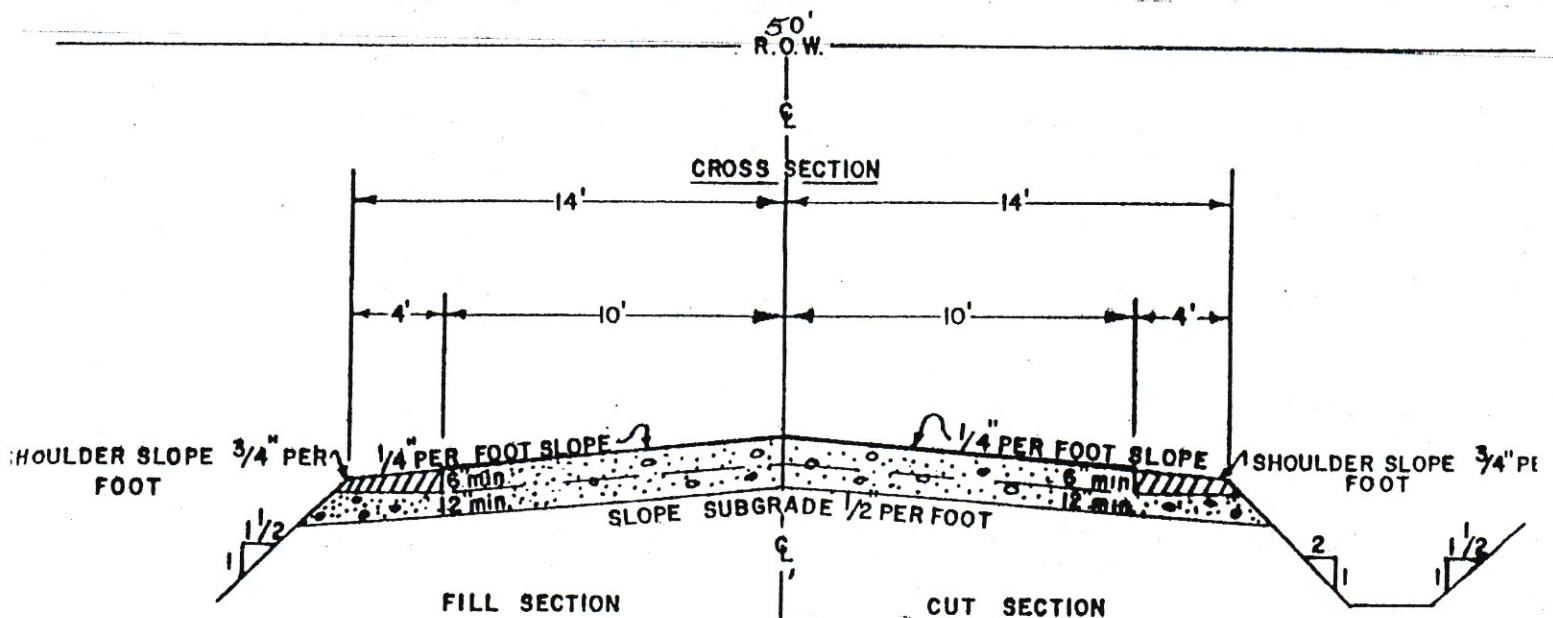 50'
R.O.W.
℄
CROSS SECTION
14' 14'
4' 10' 10' 4'
HOULDER SLOPE 3/4" PER
FOOT
1/4" PER FOOT SLOPE
1/4" PER FOOT SLOPE
SHOULDER SLOPE 3/4" PE
FOOT
6" min
6" min
12 min.
12" min.
SLOPE SUBGRADE 1/2" PER FOOT
1 1/2
1
℄
2
1
1 1/2
1
FILL SECTION
CUT SECTION